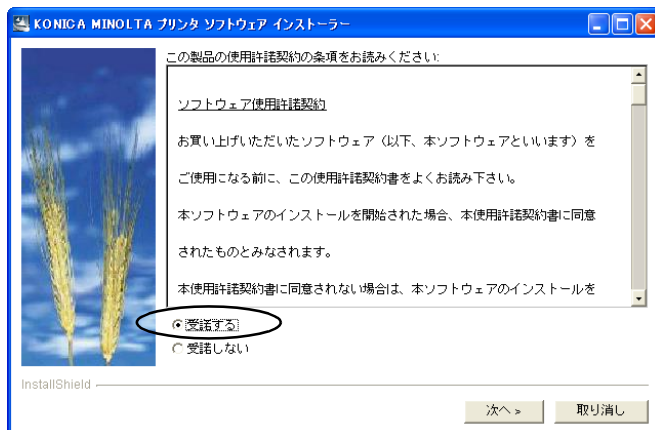 KONICA MINOLTA プリンタ ソフトウェア インストーラー
この製品の使用許諾契約の条項をお読みください:
ソフトウェア使用許諾契約
お買い上げいただいたソフトウェア（以下、本ソフトウェアといいます）を
ご使用になる前に、この使用許諾契約書をよくお読み下さい。
本ソフトウェアのインストールを開始された場合、本使用許諾契約書に同意
されたものとみなされます。
本使用許諾契約書に同意されない場合は、本ソフトウェアのインストールを
受諾する
受諾しない
InstallShield
次へ >
取り消し